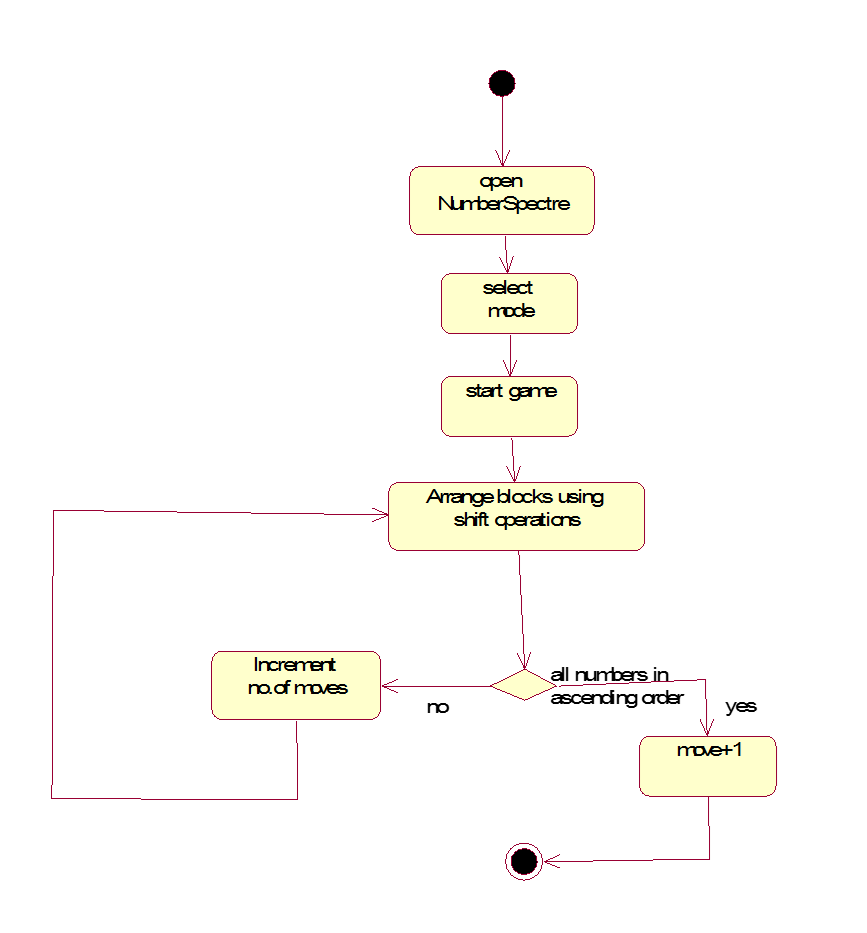 open
NumberSpectre
select
mode
start game
Arrange blocks using
shift operations
Increment
no.of moves
no
all numbers in
ascending order
yes
move+1